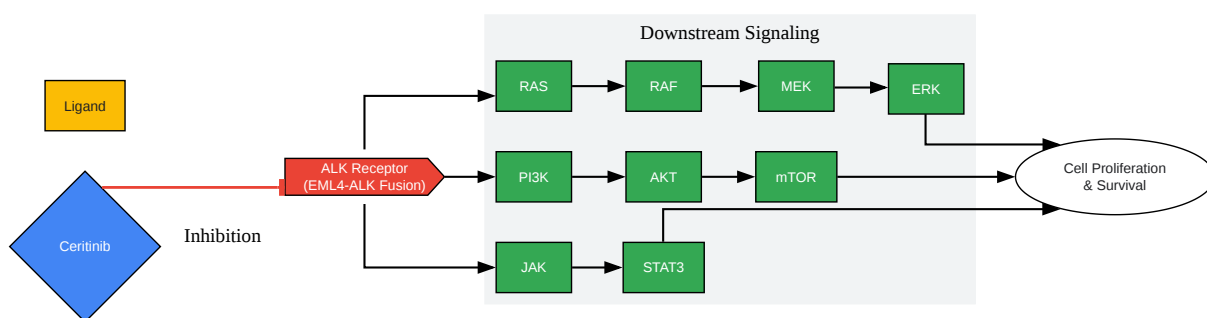 Downstream Signaling
Ligand
RAS
RAF
MEK
ERK
ALK Receptor
(EML4-ALK Fusion)
PI3K
AKT
mTOR
Cell Proliferation
& Survival
Ceritinib
Inhibition
JAK
STAT3